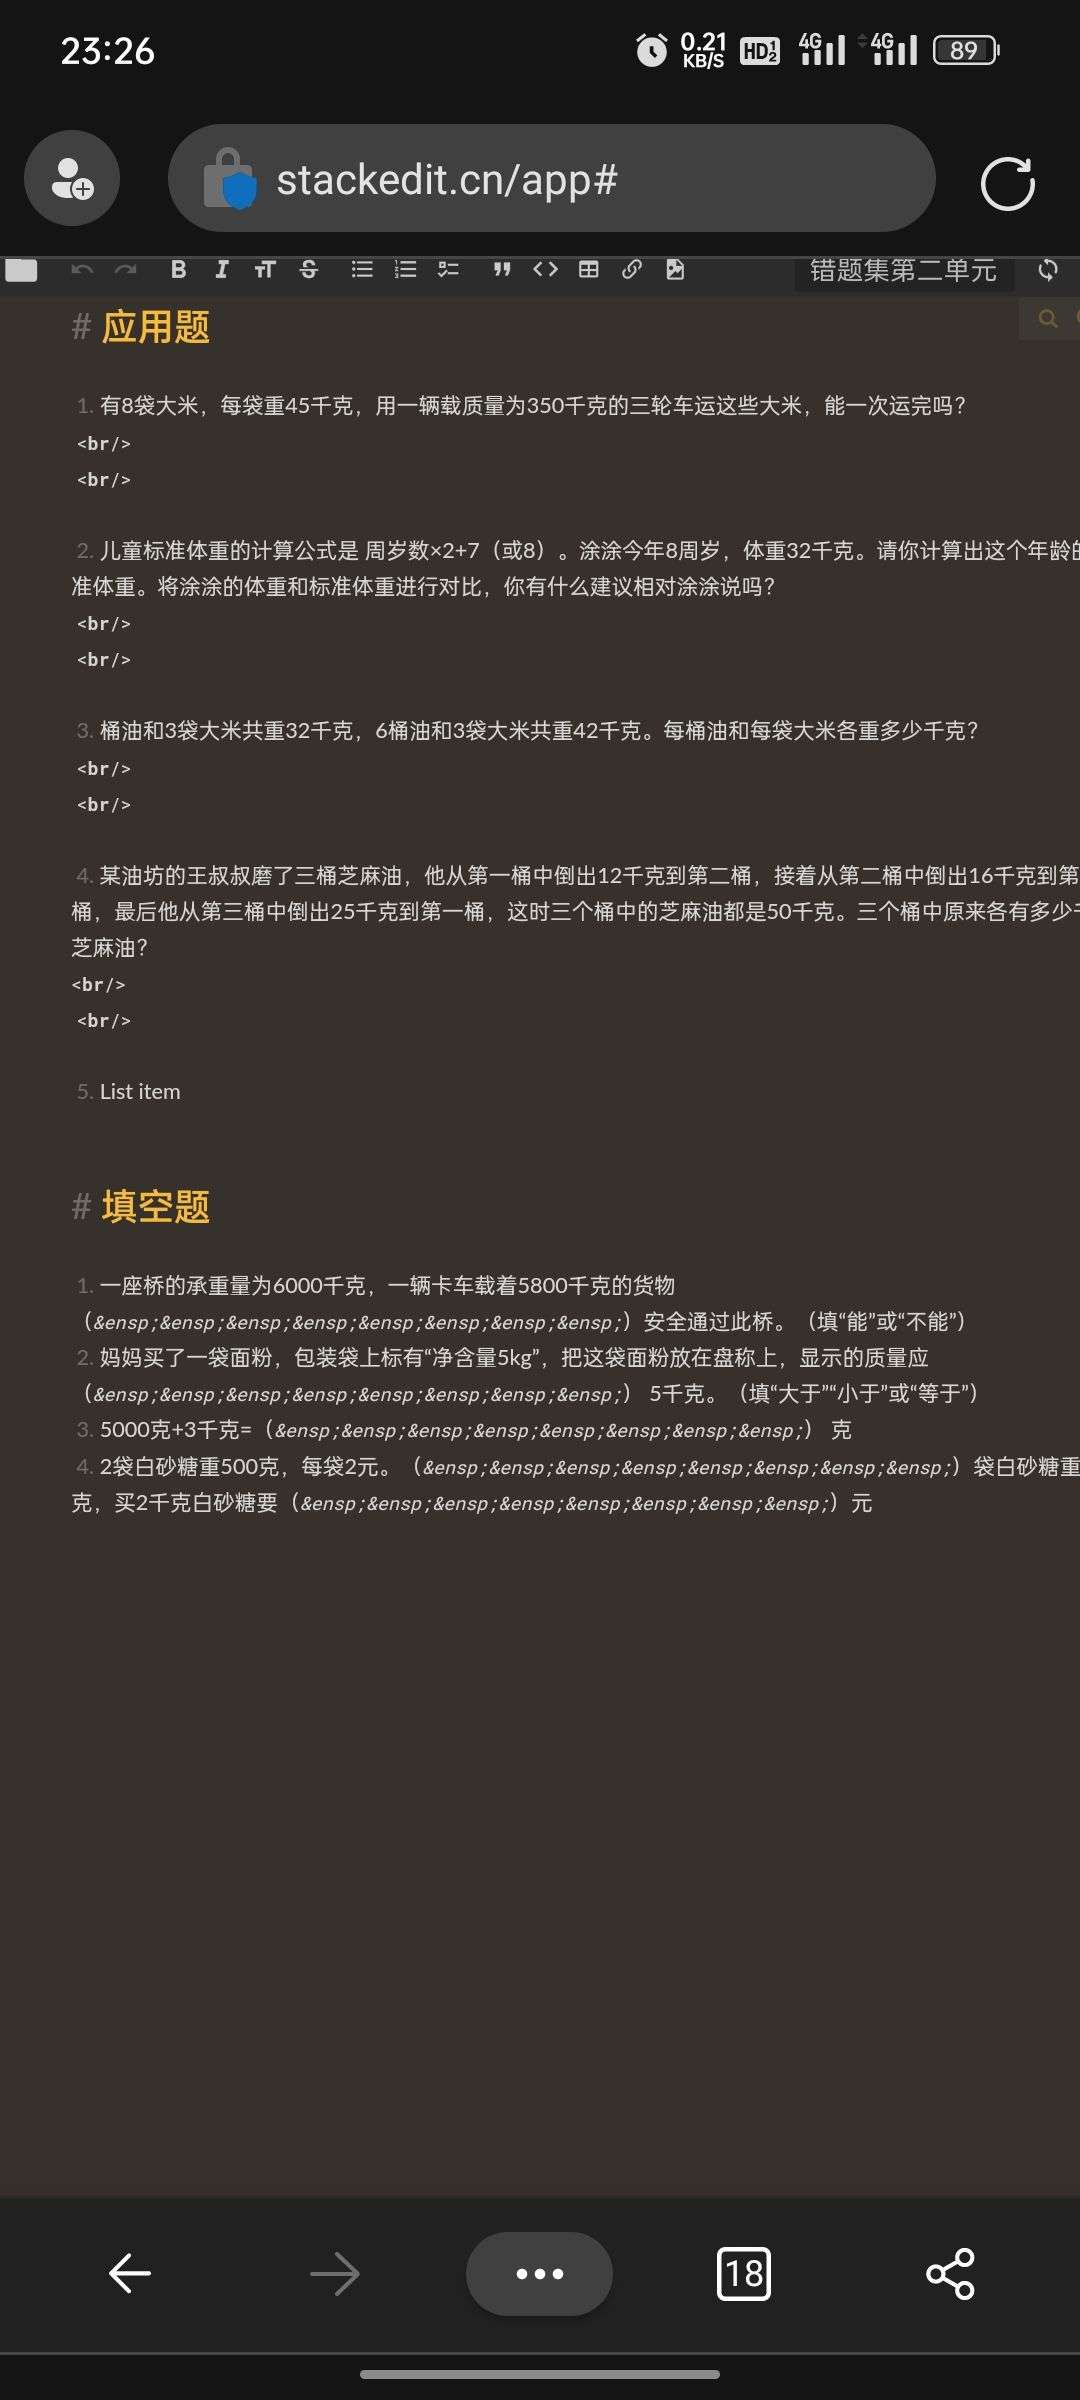 23:26
0.21
KB/S
HD 1 2
4G
4G
89
stackedit.cn/app#
B I T S
错题集第二单元
# 应用题
1. 有8袋大米，每袋重45千克，用一辆载质量为350千克的三轮车运这些大米，能一次运完吗？
<br/>
<br/>
2. 儿童标准体重的计算公式是 周岁数×2+7（或8）。涂涂今年8周岁，体重32千克。请你计算出这个年龄的
准体重。将涂涂的体重和标准体重进行对比，你有什么建议相对涂涂说吗？
<br/>
<br/>
3. 桶油和3袋大米共重32千克，6桶油和3袋大米共重42千克。每桶油和每袋大米各重多少千克？
<br/>
<br/>
4. 某油坊的王叔叔磨了三桶芝麻油，他从第一桶中倒出12千克到第二桶，接着从第二桶中倒出16千克到第
桶，最后他从第三桶中倒出25千克到第一桶，这时三个桶中的芝麻油都是50千克。三个桶中原来各有多少千
芝麻油？
<br/>
<br/>
5. List item
# 填空题
1. 一座桥的承重量为6000千克，一辆卡车载着5800千克的货物
（&ensp;&ensp;&ensp;&ensp;&ensp;&ensp;&ensp;&ensp;）安全通过此桥。（填“能”或“不能”）
2. 妈妈买了一袋面粉，包装袋上标有“净含量5kg”，把这袋面粉放在盘称上，显示的质量应
（&ensp;&ensp;&ensp;&ensp;&ensp;&ensp;&ensp;&ensp;） 5千克。（填“大于”“小于”或“等于”）
3. 5000克+3千克=（&ensp;&ensp;&ensp;&ensp;&ensp;&ensp;&ensp;&ensp;） 克
4. 2袋白砂糖重500克，每袋2元。（&ensp;&ensp;&ensp;&ensp;&ensp;&ensp;&ensp;&ensp;）袋白砂糖重
克，买2千克白砂糖要（&ensp;&ensp;&ensp;&ensp;&ensp;&ensp;&ensp;&ensp;）元
18